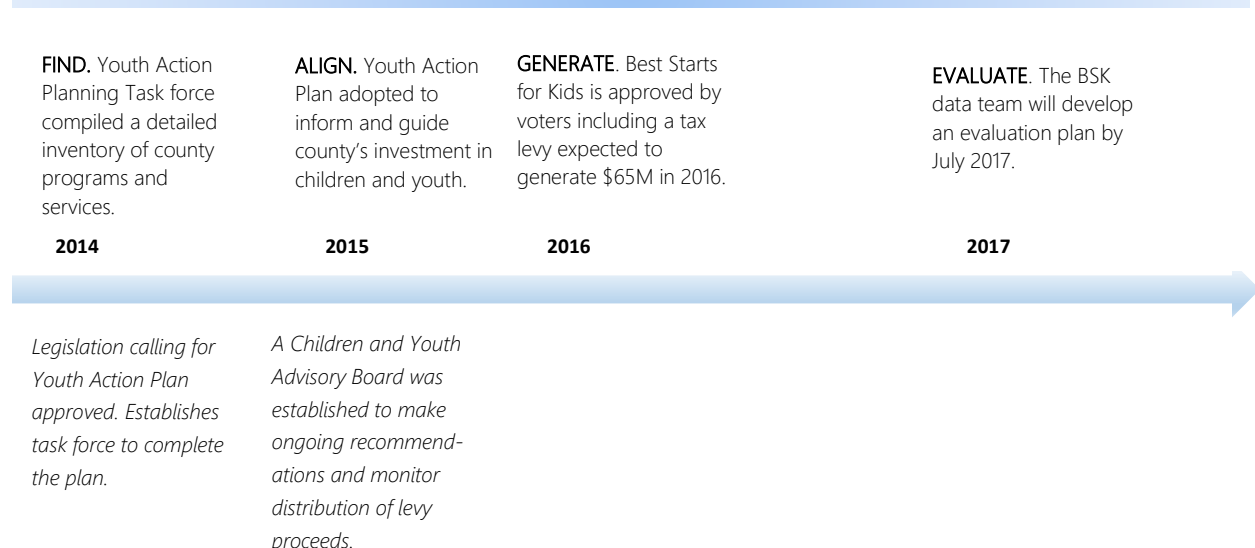 FIND. Youth Action
Planning Task force
compiled a detailed
inventory of county
programs and
services.
ALIGN. Youth Action
Plan adopted to
inform and guide
county’s investment in
children and youth.
GENERATE. Best Starts
for Kids is approved by
voters including a tax
levy expected to
generate $65M in 2016.
EVALUATE. The BSK
data team will develop
an evaluation plan by
July 2017.
2014
2015
2016
2017
Legislation calling for
Youth Action Plan
approved. Establishes
task force to complete
the plan.
A Children and Youth
Advisory Board was
established to make
ongoing recommend-
ations and monitor
distribution of levy
proceeds.